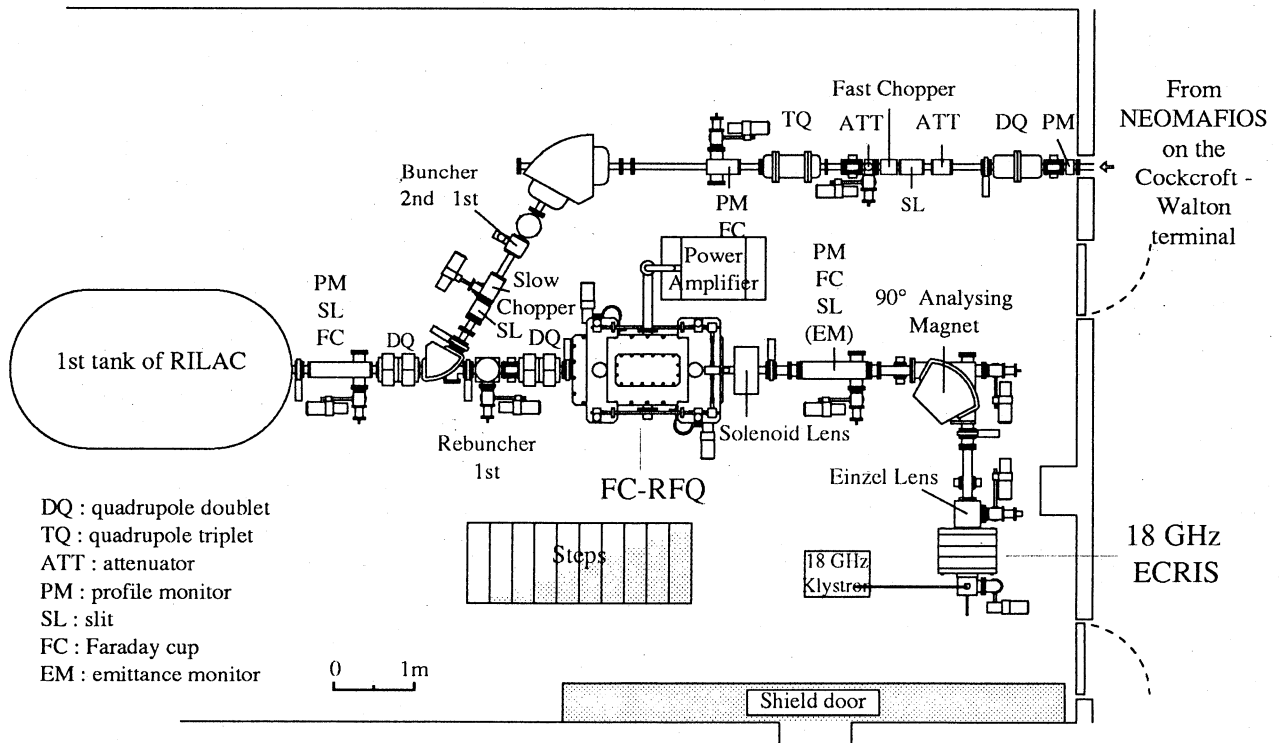 Fast Chopper
TQ
ATT
ATT
DQ
PM
From
NEOMAFIOS
on the
Cockcroft -
Walton
terminal
SL
PM
FC
Buncher
2nd 1st
Slow
Chopper
SL
Power
Amplifier
PM
FC
SL
(EM)
90° Analysing
Magnet
PM
SL
FC
DQ
DQ
1st tank of RILAC
Rebuncher
1st
FC-RFQ
Solenoid Lens
Einzel Lens
18 GHz
ECRIS
18 GHz
Klystron
Steps
DQ : quadrupole doublet
TQ : quadrupole triplet
ATT : attenuator
PM : profile monitor
SL : slit
FC : Faraday cup
EM : emittance monitor
0 1m
Shield door